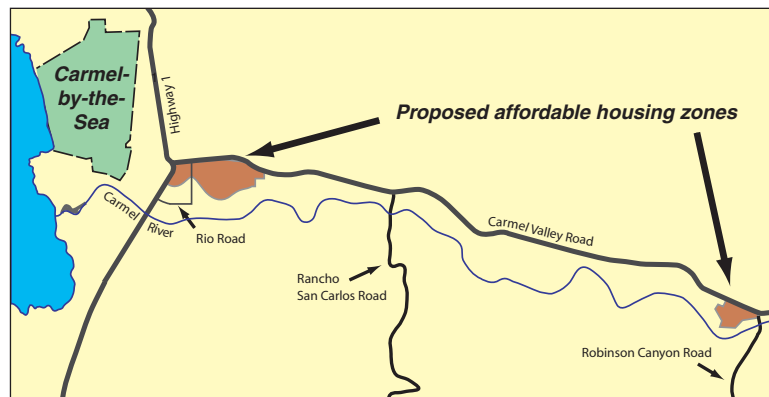 Carmel-
by-the-
Sea
Highway 1
Proposed affordable housing zones
Carmel River
Rio Road
Carmel Valley Road
Rancho
San Carlos Road
Robinson Canyon Road